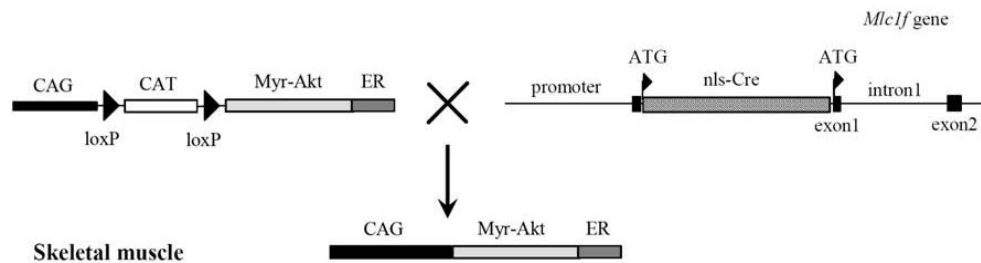 Mlc1f gene
ATG ATG
CAG CAT Myr-Akt ER promoter nls-Cre intron1
loxP loxP exon1 exon2
CAG Myr-Akt ER
Skeletal muscle